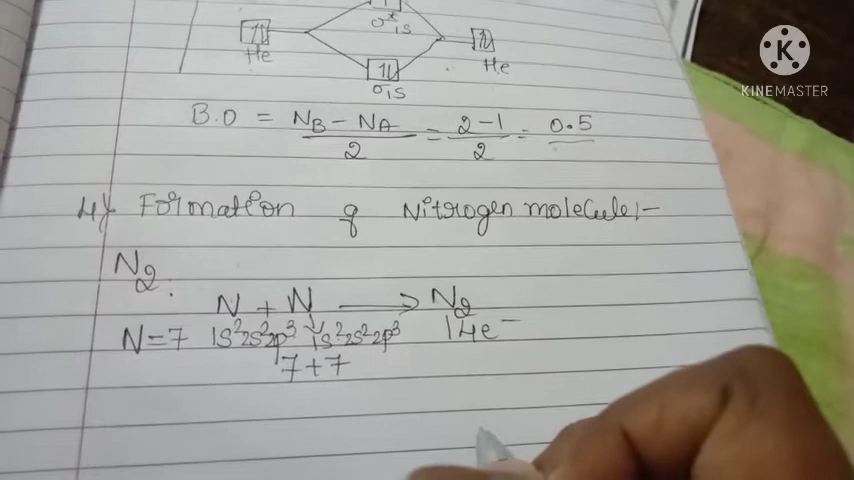 σ*1s
He
He
σ1s
B.O = NB − NA / 2 = 2 − 1 / 2 = 0.5
4) Formation of Nitrogen molecule:-
N2.
N + N ⟶ N2
N = 7 1s²2s²2p³ 1s²2s²2p³ 14e⁻
7 + 7
K
KINEMASTER